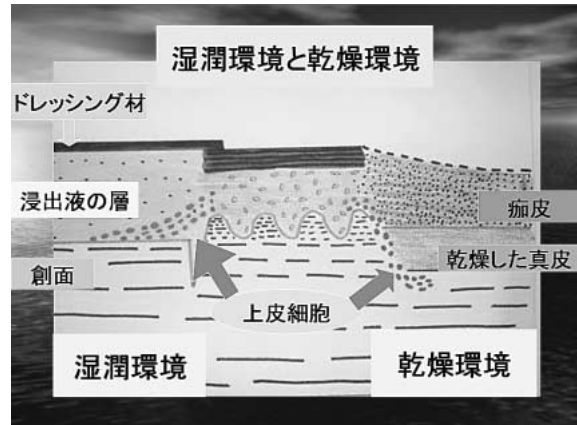 湿潤環境と乾燥環境
ドレッシング材
浸出液の層
痂皮
乾燥した真皮
創面
上皮細胞
湿潤環境
乾燥環境